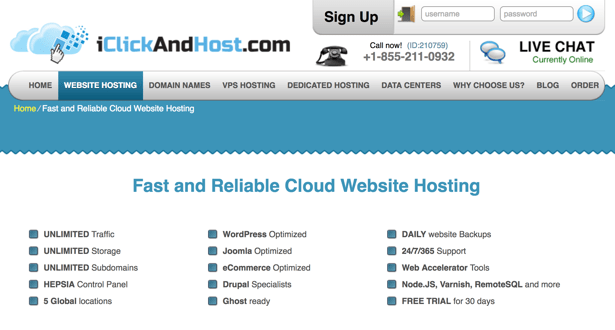 Sign Up
username
password
iClickAndHost.com
Call now! (ID:210759)
+1-855-211-0932
LIVE CHAT
Currently Online
HOME WEBSITE HOSTING DOMAIN NAMES VPS HOSTING DEDICATED HOSTING DATA CENTERS WHY CHOOSE US? BLOG ORDER
Home / Fast and Reliable Cloud Website Hosting
Fast and Reliable Cloud Website Hosting
UNLIMITED Traffic
UNLIMITED Storage
UNLIMITED Subdomains
HEPSIA Control Panel
5 Global locations
WordPress Optimized
Joomla Optimized
eCommerce Optimized
Drupal Specialists
Ghost ready
DAILY website Backups
24/7/365 Support
Web Accelerator Tools
Node.JS, Varnish, RemoteSQL and more
FREE TRIAL for 30 days